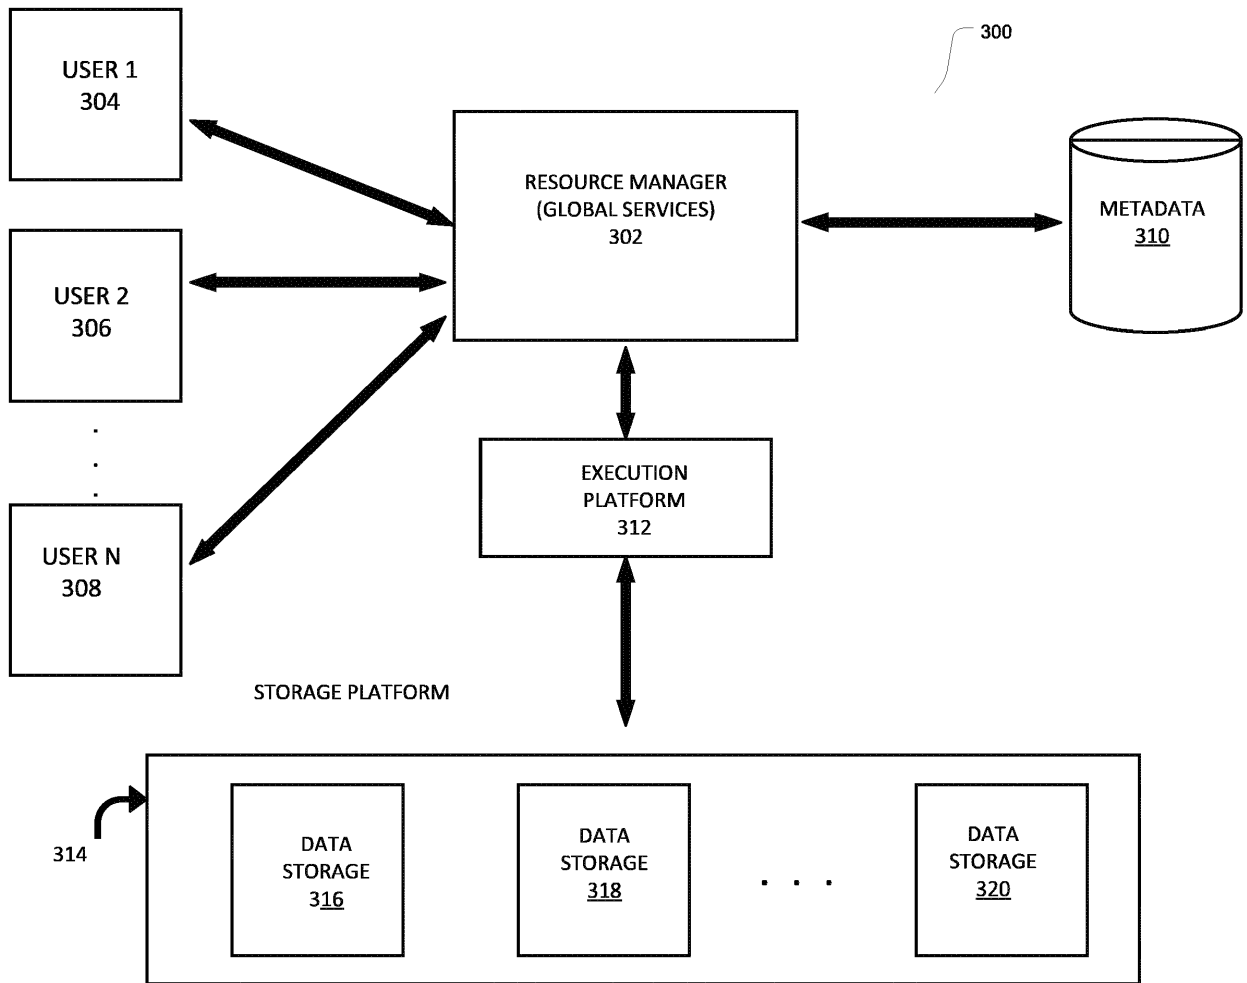 300
USER 1
304
RESOURCE MANAGER
(GLOBAL SERVICES)
302
METADATA
310
USER 2
306
EXECUTION
PLATFORM
312
USER N
308
STORAGE PLATFORM
314
DATA
STORAGE
316
DATA
STORAGE
318
. . .
DATA
STORAGE
320